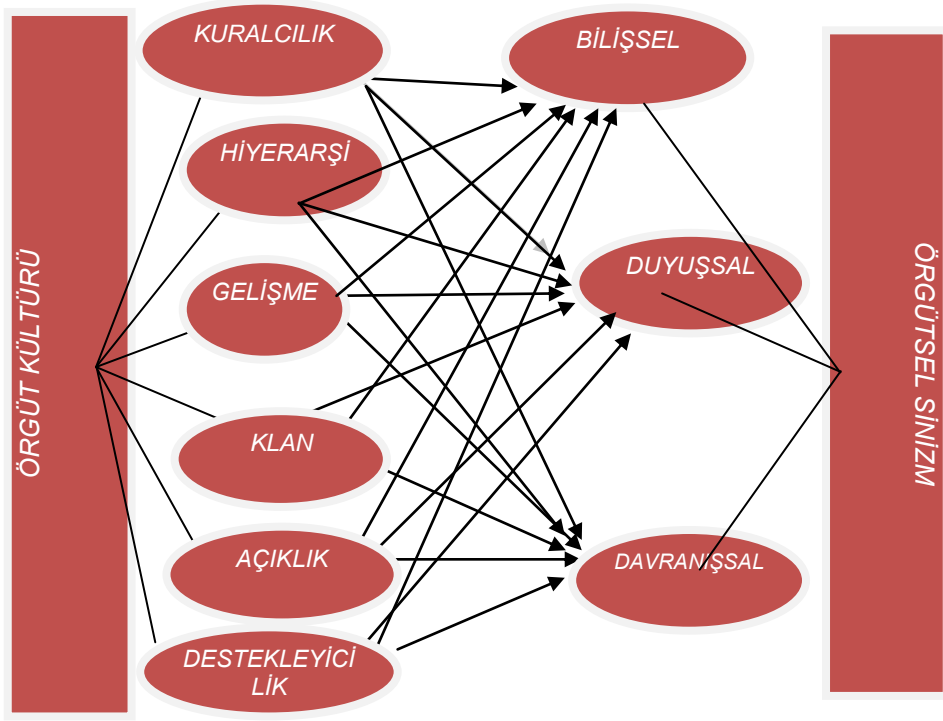 ÖRGÜT KÜLTÜRÜ
KURALCILIK
HİYERARŞİ
GELİŞME
KLAN
AÇIKLIK
DESTEKLEYİCİ
LİK
BİLİŞSEL
DUYUŞSAL
DAVRANIŞSAL
ÖRGÜTSEL SİNİZM